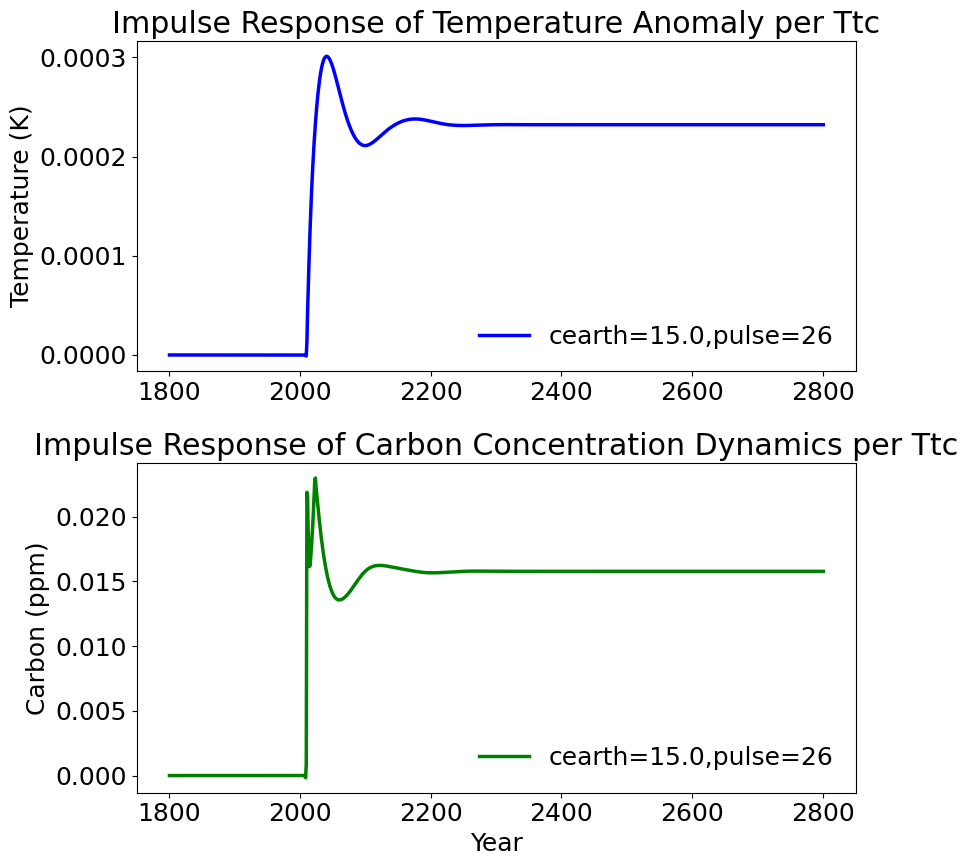 Impulse Response of Temperature Anomaly per Ttc
Temperature (K)
0.0003
0.0002
0.0001
0.0000
cearth=15.0,pulse=26
1800 2000 2200 2400 2600 2800
Impulse Response of Carbon Concentration Dynamics per Ttc
Carbon (ppm)
0.020
0.015
0.010
0.005
0.000
cearth=15.0,pulse=26
1800 2000 2200 2400 2600 2800
Year